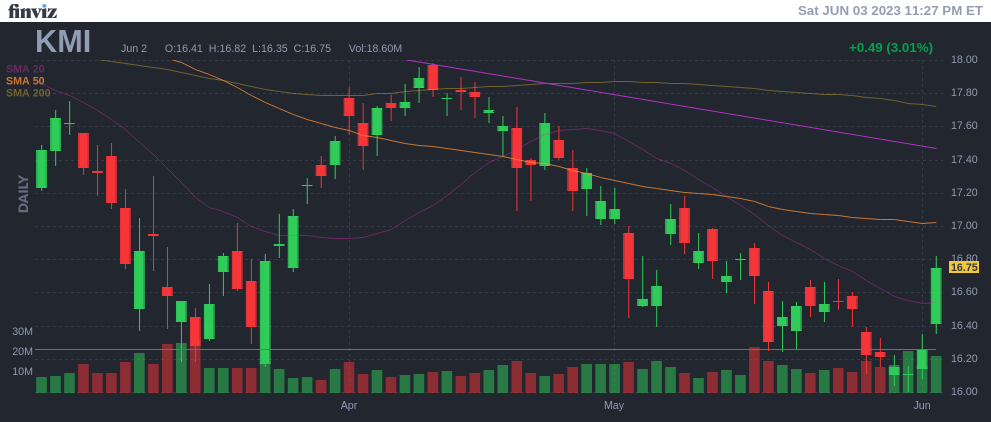 finviz
Sat JUN 03 2023 11:27 PM ET
KMI
Jun 2 O:16.41 H:16.82 L:16.35 C:16.75 Vol:18.60M
+0.49 (3.01%)
SMA 20
SMA 50
SMA 200
DAILY
18.00
17.80
17.60
17.40
17.20
17.00
16.80
16.75
16.60
16.40
16.20
16.00
30M
20M
10M
Apr May Jun